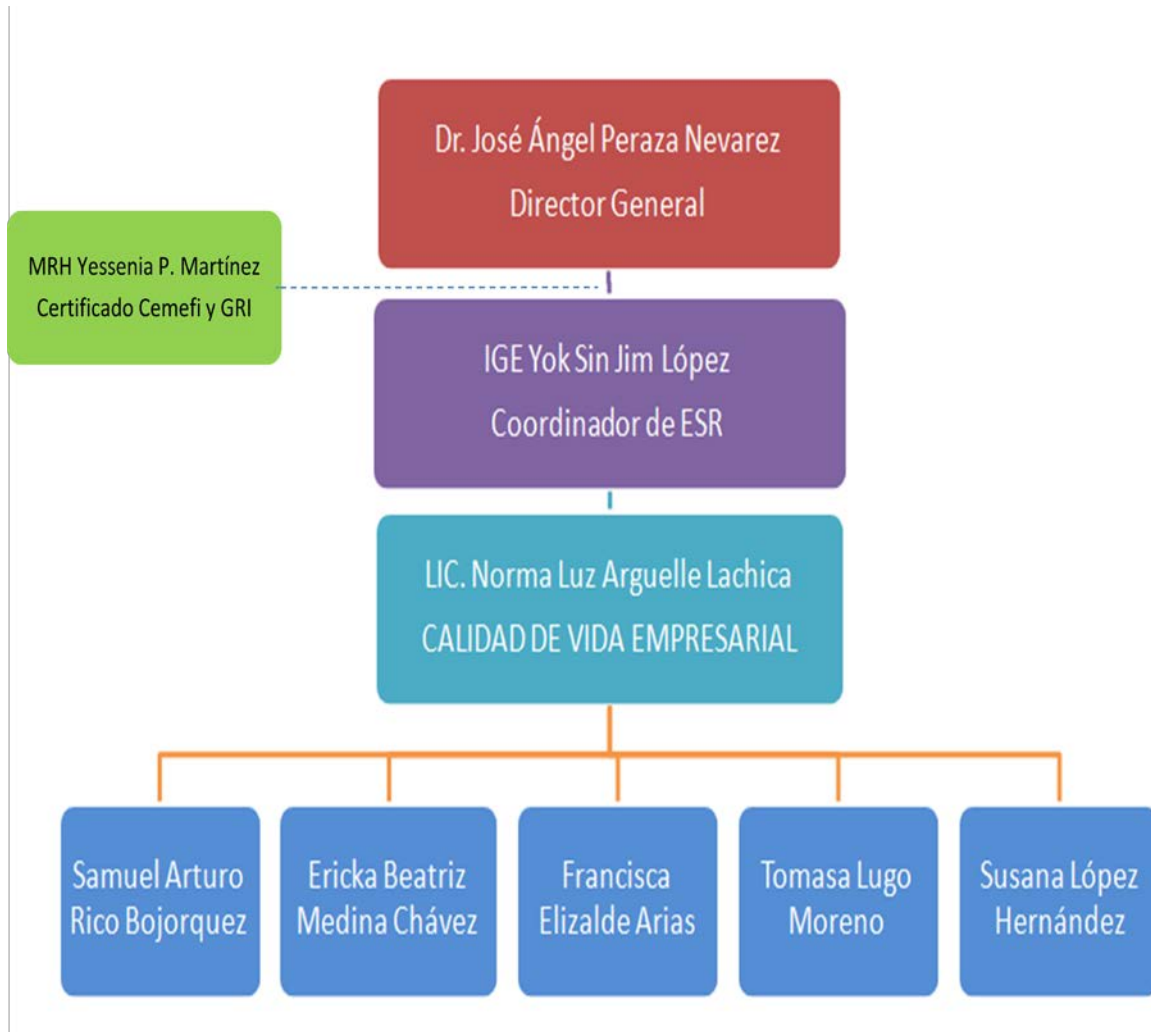 Dr. José Ángel Peraza Nevarez
Director General
MRH Yessenia P. Martínez
Certificado Cemefi y GRI
IGE Yok Sin Jim López
Coordinador de ESR
LIC. Norma Luz Arguelle Lachica
CALIDAD DE VIDA EMPRESARIAL
Samuel Arturo
Rico Bojorquez
Ericka Beatriz
Medina Chávez
Francisca
Elizalde Arias
Tomasa Lugo
Moreno
Susana López
Hernández